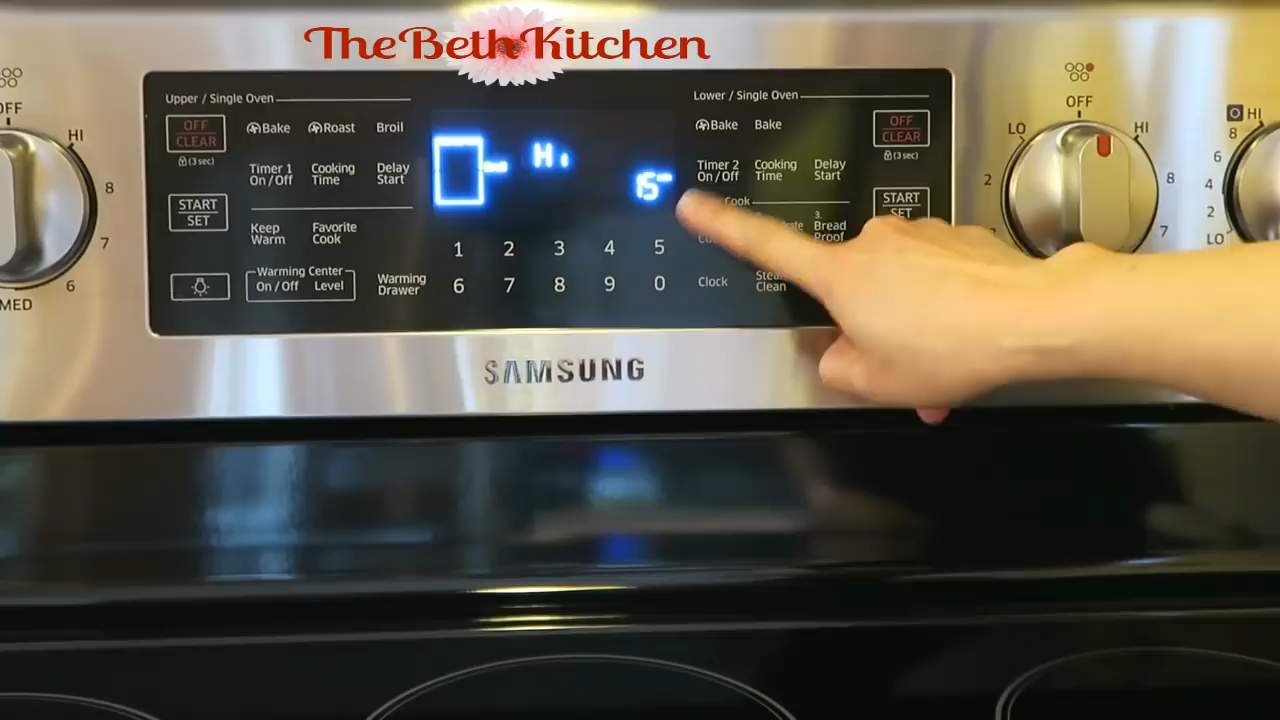 TheBethKitchen
OFF
HI
8
7
6
MED
Upper / Single Oven
OFF
CLEAR
(3 sec)
Bake
Roast
Broil
Timer 1
On / Off
Cooking
Time
Delay
Start
START
SET
Keep
Warm
Favorite
Cook
Warming Center
On / Off
Level
Warming
Drawer
Hi
15
1 2 3 4 5
6 7 8 9 0
Lower / Single Oven
Bake
Bake
OFF
CLEAR
(3 sec)
Timer 2
On / Off
Cooking
Time
Delay
Start
START
SET
Cook
3.
Bread
Proof
Clock
Clean
SAMSUNG
OFF
LO
HI
2
8
7
HI
8
6
4
2
LO